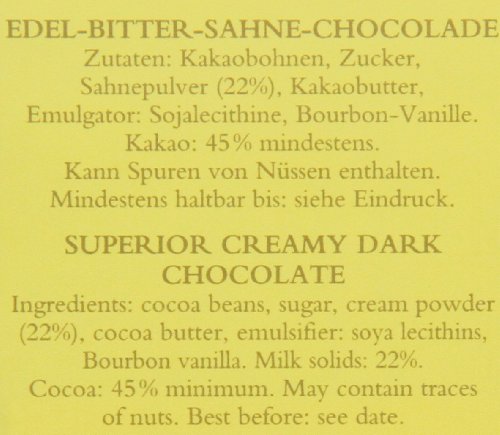 EDEL-BITTER-SAHNE-CHOCOLADE
Zutaten: Kakaobohnen, Zucker,
Sahnepulver (22%), Kakaobutter,
Emulgator: Sojalecithine, Bourbon-Vanille.
Kakao: 45% mindestens.
Kann Spuren von Nüssen enthalten.
Mindestens haltbar bis: siehe Eindruck.
SUPERIOR CREAMY DARK
CHOCOLATE
Ingredients: cocoa beans, sugar, cream powder
(22%), cocoa butter, emulsifier: soya lecithins,
Bourbon vanilla. Milk solids: 22%.
Cocoa: 45% minimum. May contain traces
of nuts. Best before: see date.